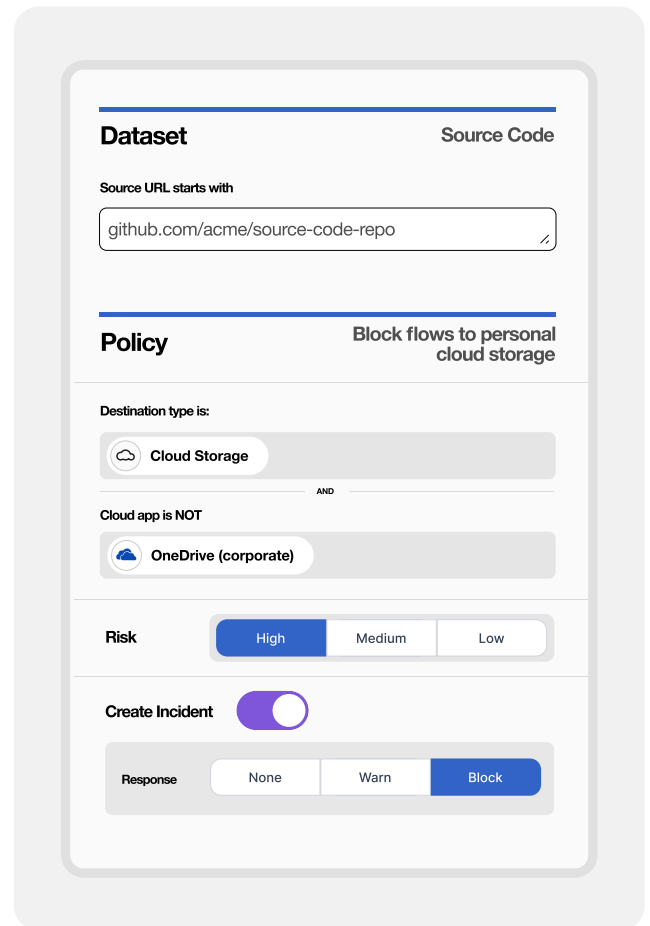 Dataset
Source Code
Source URL starts with
github.com/acme/source-code-repo
Policy
Block flows to personal
cloud storage
Destination type is:
Cloud Storage
AND
Cloud app is NOT
OneDrive (corporate)
Risk
High
Medium
Low
Create Incident
Response
None
Warn
Block